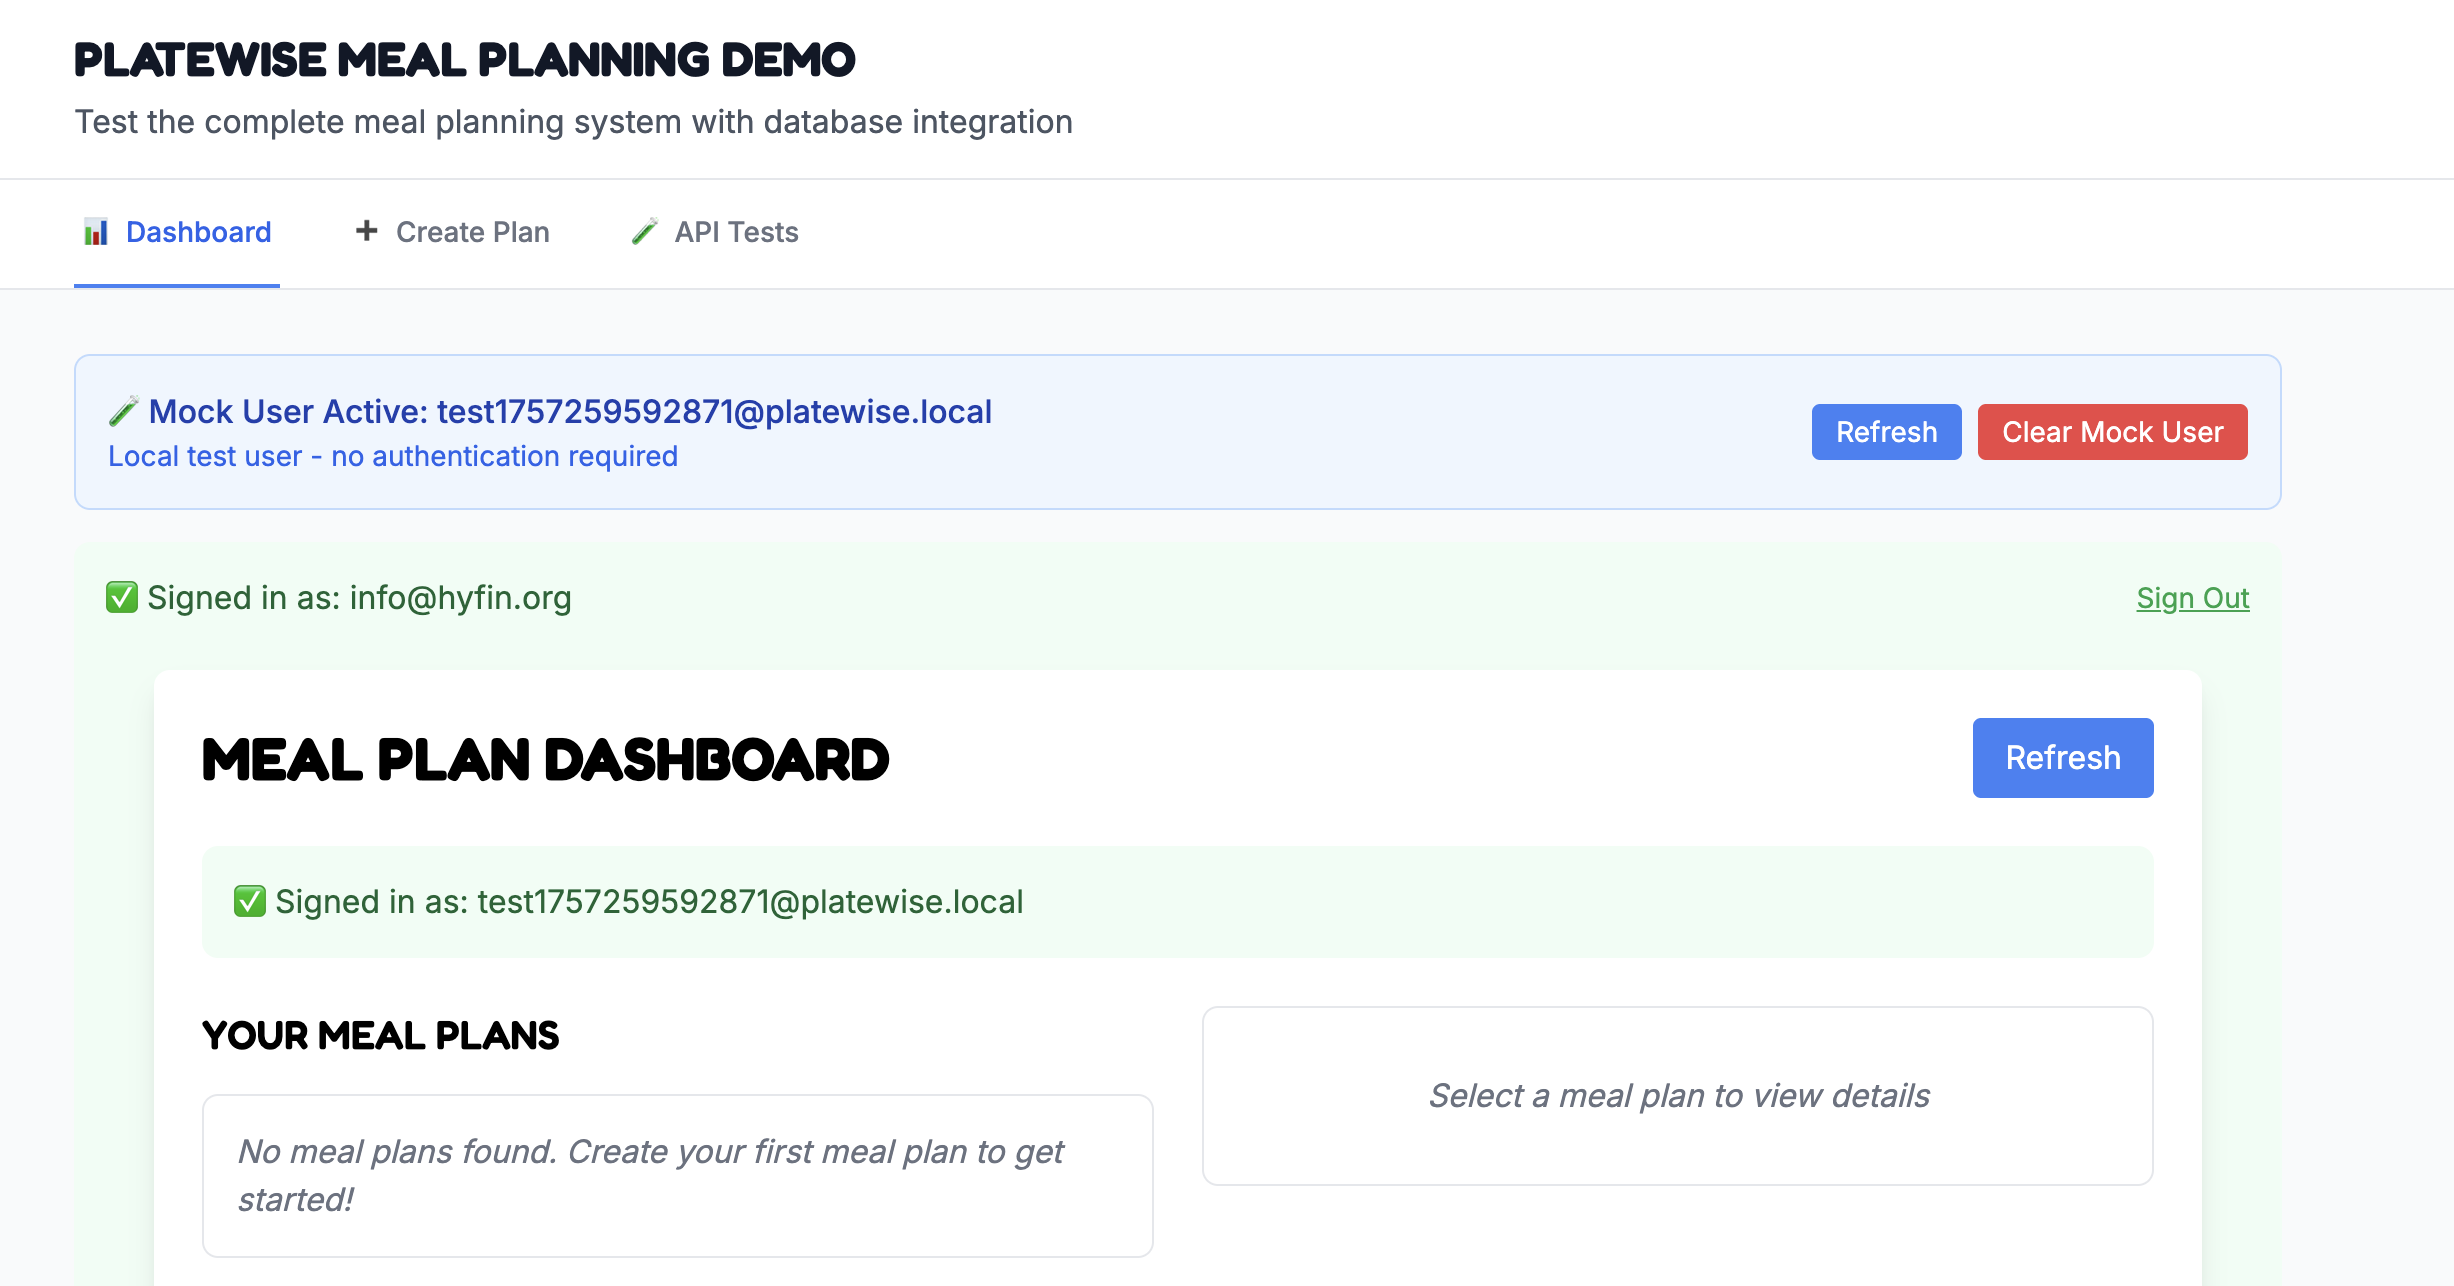 PLATEWISE MEAL PLANNING DEMO
Test the complete meal planning system with database integration
Dashboard
Create Plan
API Tests
Mock User Active: test1757259592871@platewise.local
Local test user - no authentication required
Refresh
Clear Mock User
Signed in as: info@hyfin.org
Sign Out
MEAL PLAN DASHBOARD
Refresh
Signed in as: test1757259592871@platewise.local
YOUR MEAL PLANS
No meal plans found. Create your first meal plan to get
started!
Select a meal plan to view details